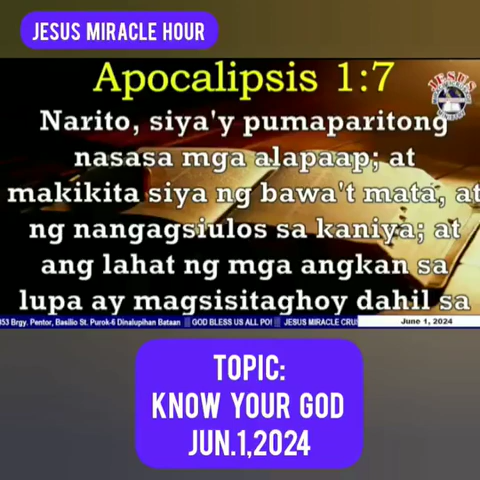 JESUS MIRACLE HOUR
Apocalipsis 1:7
JESUS
Narito, siya'y pumaparitong
nasasa mga alapaap; at
makikita siya ng bawa't mata, at
ng nangagsiulos sa kaniya; at
ang lahat ng mga angkan sa
lupa ay magsisitaghoy dahil sa
353 Brgy. Pentor, Basilio St. Purok-6 Dinalupihan Bataan GOD BLESS US ALL PO! JESUS MIRACLE CRU June 1, 2024
TOPIC:
KNOW YOUR GOD
JUN.1,2024